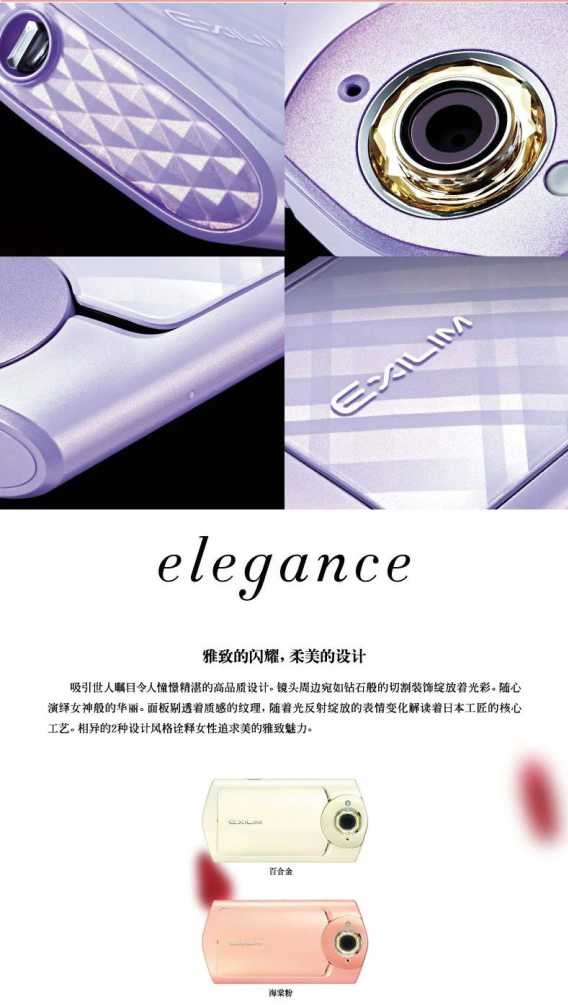 EXILIM
EXILIM
elegance
雅致的闪耀，柔美的设计
吸引世人瞩目令人憧憬精湛的高品质设计。镜头周边宛如钻石般的切割装饰绽放着光彩。随心
演绎女神般的华丽。面板剔透着质感的纹理，随着光反射绽放的表情变化解读着日本工匠的核心
工艺。相异的2种设计风格诠释女性追求美的雅致魅力。
EXILIM
百合金
EXILIM
海棠粉